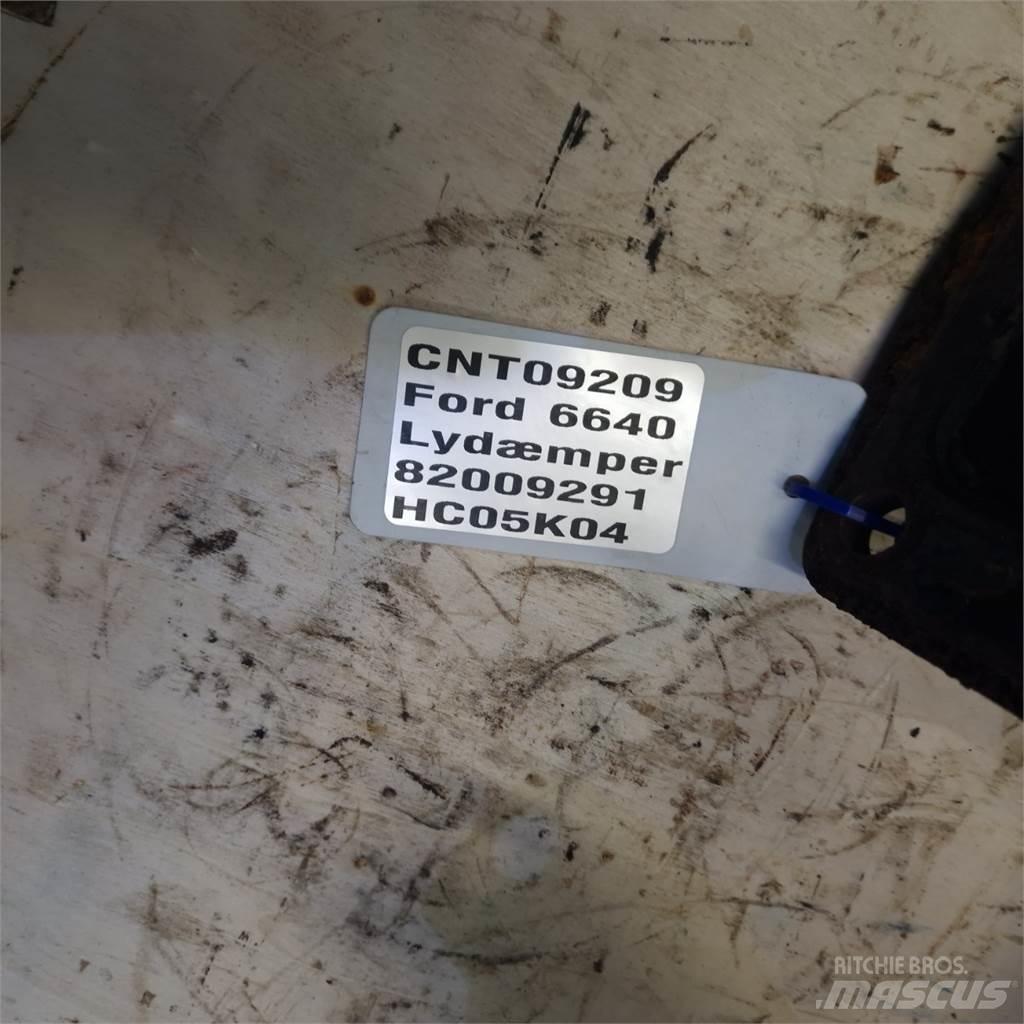 CNT09209
Ford 6640
Lydæmper
82009291
HC05K04
RITCHIE BROS.
MASCUS